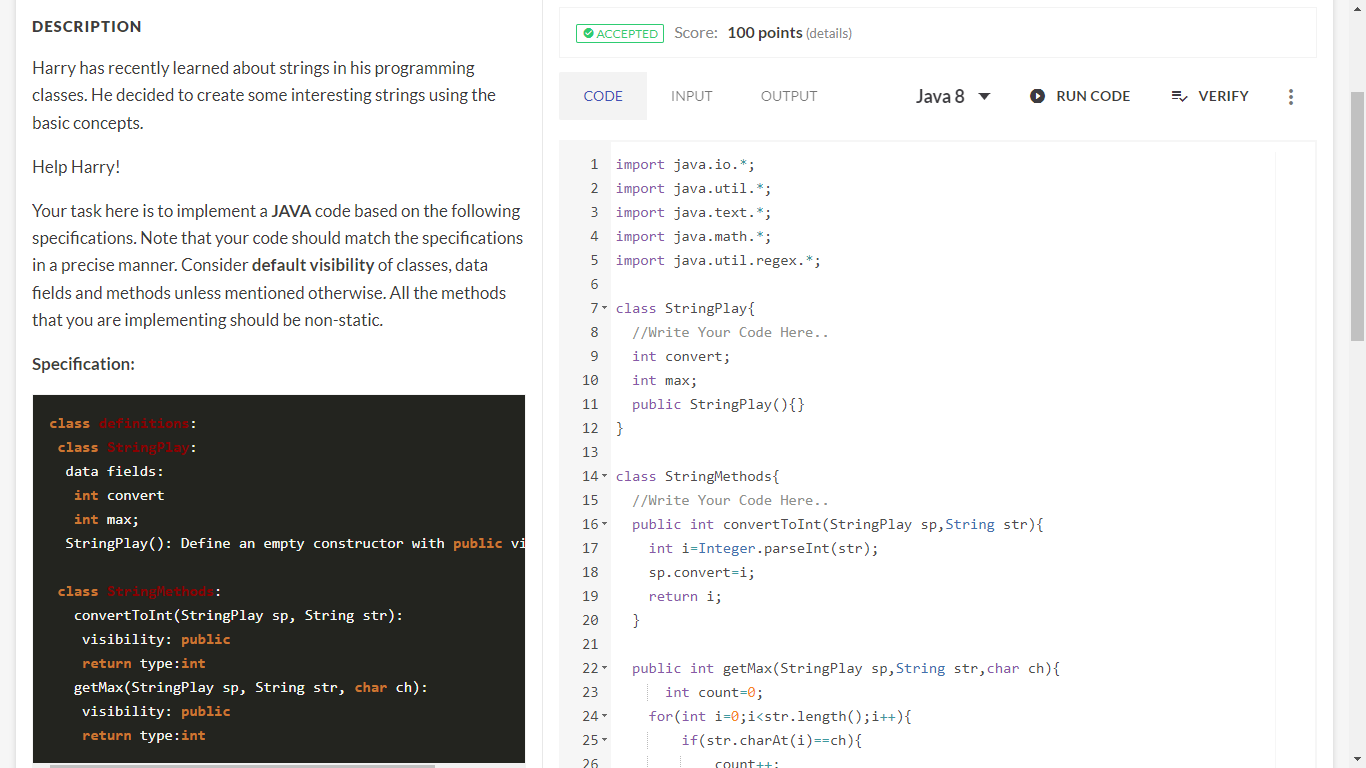 DESCRIPTION
Harry has recently learned about strings in his programming
classes. He decided to create some interesting strings using the
basic concepts.
Help Harry!
Your task here is to implement a JAVA code based on the following
specifications. Note that your code should match the specifications
in a precise manner. Consider default visibility of classes, data
fields and methods unless mentioned otherwise. All the methods
that you are implementing should be non-static.
Specification:
class definitions:
class StringPlay:
data fields:
int convert
int max;
StringPlay(): Define an empty constructor with public vi
class StringMethods:
convertToInt(StringPlay sp, String str):
visibility: public
return type:int
getMax(StringPlay sp, String str, char ch):
visibility: public
return type:int
ACCEPTED Score: 100 points (details)
CODE INPUT OUTPUT Java 8 RUN CODE VERIFY
1 import java.io.*;
2 import java.util.*;
3 import java.text.*;
4 import java.math.*;
5 import java.util.regex.*;
6
7 class StringPlay{
8 //Write Your Code Here..
9 int convert;
10 int max;
11 public StringPlay(){}
12 }
13
14 class StringMethods{
15 //Write Your Code Here..
16 public int convertToInt(StringPlay sp,String str){
17 int i=Integer.parseInt(str);
18 sp.convert=i;
19 return i;
20 }
21
22 public int getMax(StringPlay sp,String str,char ch){
23 int count=0;
24 for(int i=0;i<str.length();i++){
25 if(str.charAt(i)==ch){
26 count++;